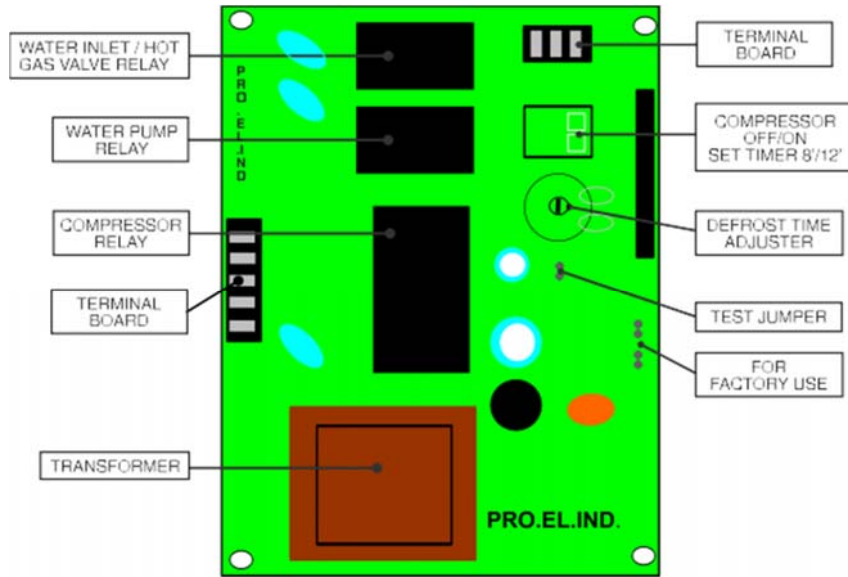 WATER INLET / HOT
GAS VALVE RELAY
WATER PUMP
RELAY
COMPRESSOR
RELAY
TERMINAL
BOARD
TRANSFORMER
PRO.EL.IND
TERMINAL
BOARD
COMPRESSOR
OFF/ON
SET TIMER 8'/12'
DEFROST TIME
ADJUSTER
TEST JUMPER
FOR
FACTORY USE
PRO.EL.IND.